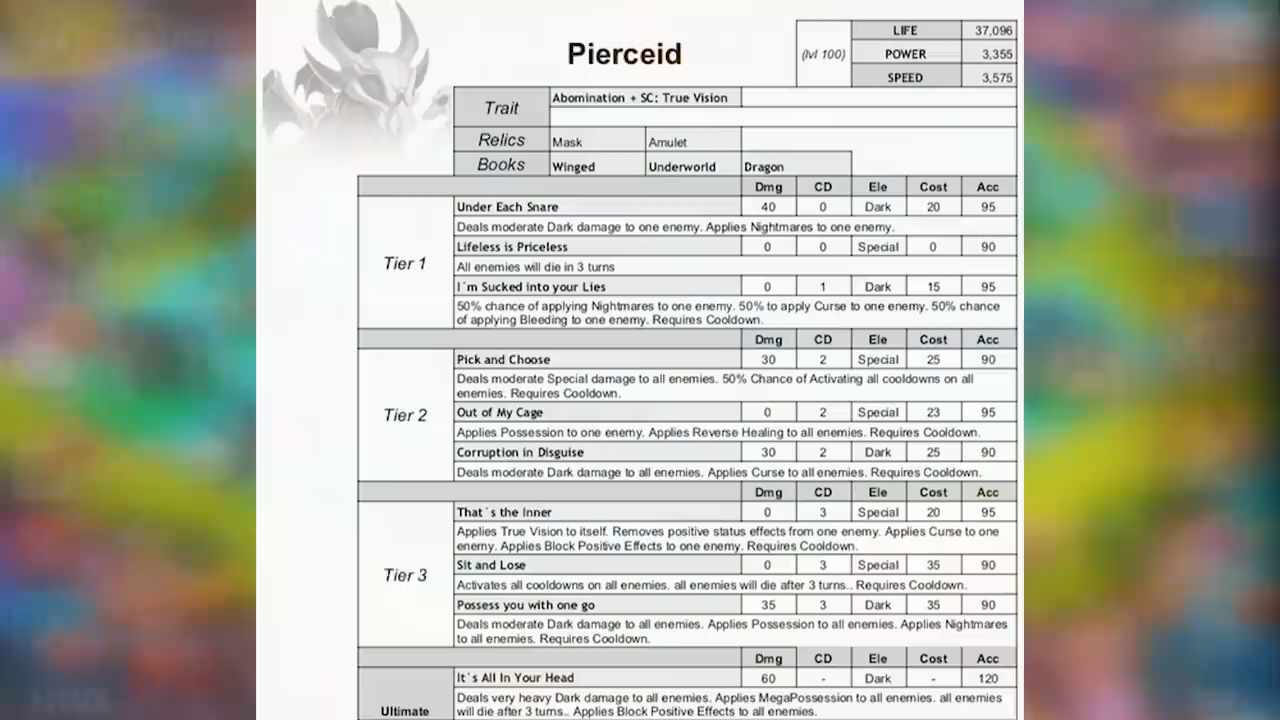 Pierceid
(lvl 100)
LIFE 37,096
POWER 3,355
SPEED 3,575
Trait
Abomination + SC: True Vision
Relics Mask Amulet
Books Winged Underworld Dragon
Dmg CD Ele Cost Acc
Tier 1
Under Each Snare 40 0 Dark 20 95
Deals moderate Dark damage to one enemy. Applies Nightmares to one enemy.
Lifeless is Priceless 0 0 Special 0 90
All enemies will die in 3 turns
I´m Sucked into your Lies 0 1 Dark 15 95
50% chance of applying Nightmares to one enemy. 50% to apply Curse to one enemy. 50% chance
of applying Bleeding to one enemy. Requires Cooldown.
Dmg CD Ele Cost Acc
Tier 2
Pick and Choose 30 2 Special 25 90
Deals moderate Special damage to all enemies. 50% Chance of Activating all cooldowns on all
enemies. Requires Cooldown.
Out of My Cage 0 2 Special 23 95
Applies Possession to one enemy. Applies Reverse Healing to all enemies. Requires Cooldown.
Corruption in Disguise 30 2 Dark 25 90
Deals moderate Dark damage to all enemies. Applies Curse to all enemies. Requires Cooldown.
Dmg CD Ele Cost Acc
Tier 3
That´s the Inner 0 3 Special 20 95
Applies True Vision to itself. Removes positive status effects from one enemy. Applies Curse to one
enemy. Applies Block Positive Effects to one enemy. Requires Cooldown.
Sit and Lose 0 3 Special 35 90
Activates all cooldowns on all enemies. all enemies will die after 3 turns.. Requires Cooldown.
Possess you with one go 35 3 Dark 35 90
Deals moderate Dark damage to all enemies. Applies Possession to all enemies. Applies Nightmares
to all enemies. Requires Cooldown.
Dmg CD Ele Cost Acc
Ultimate
It´s All In Your Head 60 - Dark - 120
Deals very heavy Dark damage to all enemies. Applies MegaPossession to all enemies. all enemies
will die after 3 turns.. Applies Block Positive Effects to all enemies.